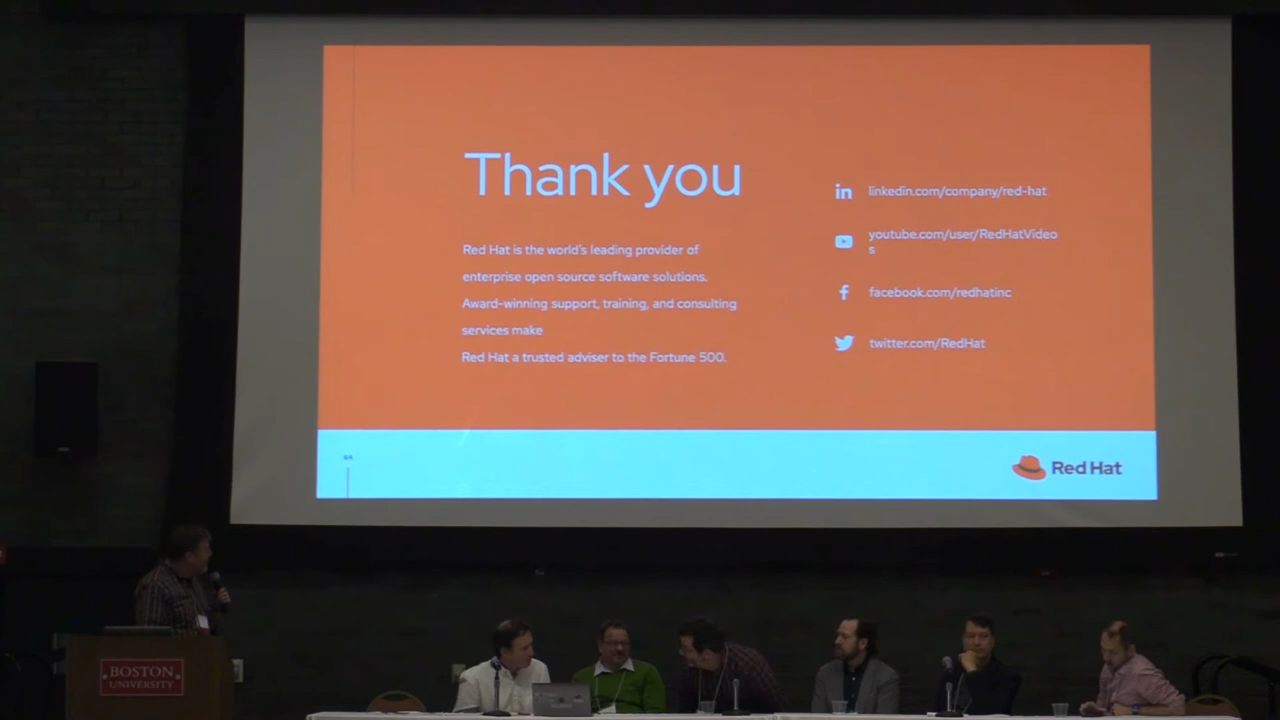 Thank you
Red Hat is the world's leading provider of
enterprise open source software solutions.
Award-winning support, training, and consulting
services make
Red Hat a trusted adviser to the Fortune 500.
in
linkedin.com/company/red-hat
youtube.com/user/RedHatVideo
s
f
facebook.com/redhatinc
twitter.com/RedHat
Red Hat
BOSTON
UNIVERSITY